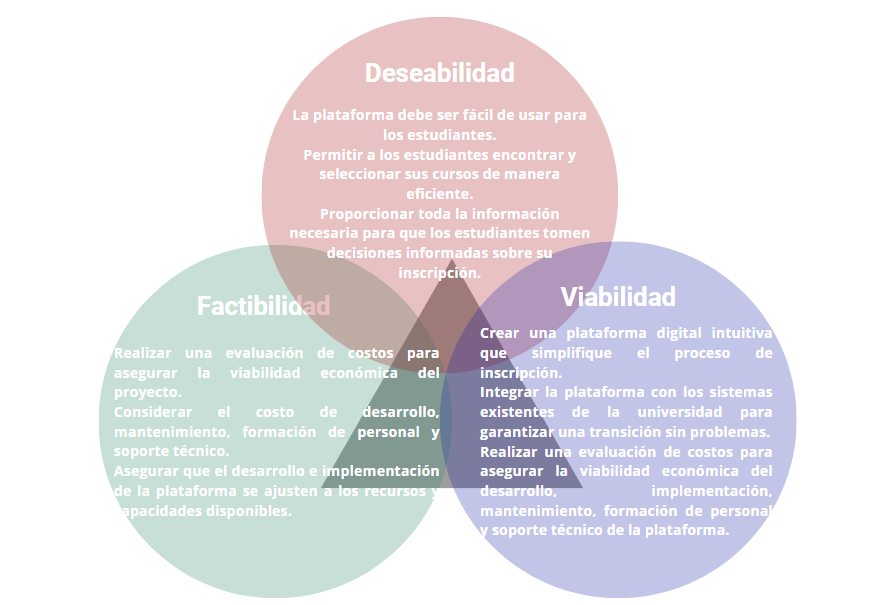 Deseabilidad
La plataforma debe ser fácil de usar para
los estudiantes.
Permitir a los estudiantes encontrar y
seleccionar sus cursos de manera
eficiente.
Proporcionar toda la información
necesaria para que los estudiantes tomen
decisiones informadas sobre su
inscripción.
Factibilidad
Realizar una evaluación de costos para
asegurar la viabilidad económica del
proyecto.
Considerar el costo de desarrollo,
mantenimiento, formación de personal y
soporte técnico.
Asegurar que el desarrollo e implementación
de la plataforma se ajusten a los recursos y
capacidades disponibles.
Viabilidad
Crear una plataforma digital intuitiva
que simplifique el proceso de
inscripción.
Integrar la plataforma con los sistemas
existentes de la universidad para
garantizar una transición sin problemas.
Realizar una evaluación de costos para
asegurar la viabilidad económica del
desarrollo, implementación,
mantenimiento, formación de personal
y soporte técnico de la plataforma.